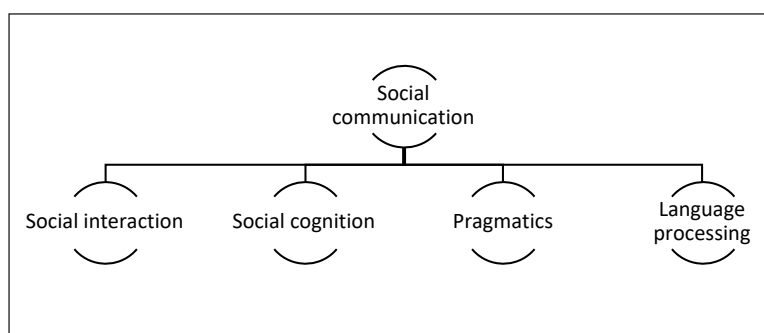 Social
communication
Social interaction
Social cognition
Pragmatics
Language
processing